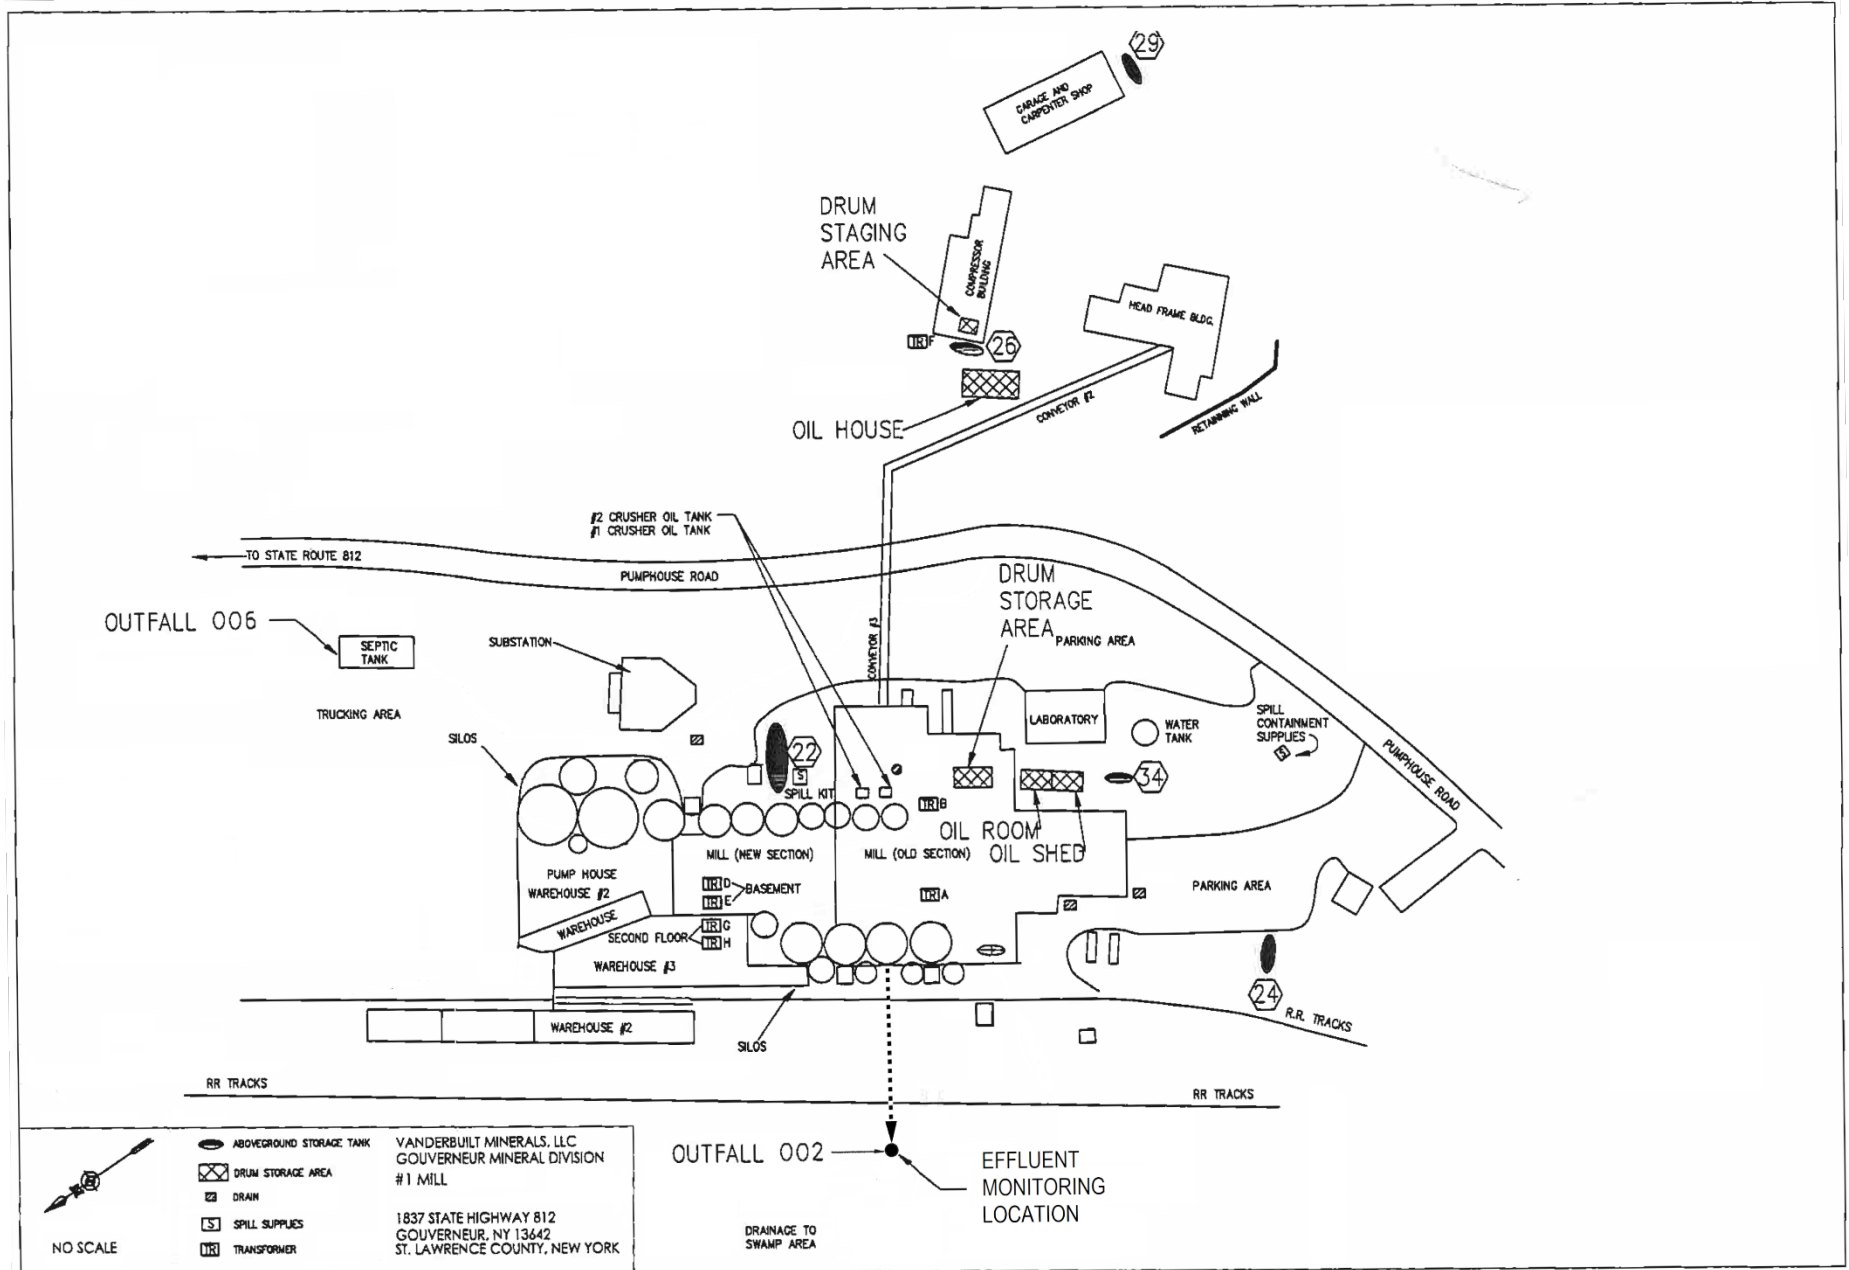 29
GARAGE AND
CARPENTER SHOP
DRUM
STAGING
AREA
COMPRESSOR
BUILDING
HEAD FRAME BLDG.
TR F
26
CONVEYOR #2
RETAINING WALL
OIL HOUSE
#2 CRUSHER OIL TANK
#1 CRUSHER OIL TANK
TO STATE ROUTE 812
PUMPHOUSE ROAD
DRUM
STORAGE
AREA
PARKING AREA
OUTFALL 006
SEPTIC
TANK
SUBSTATION
CONVEYOR #3
TRUCKING AREA
LABORATORY
WATER
TANK
SPILL
CONTAINMENT
SUPPLIES
S
SILOS
22
S
SPILL KIT
34
PUMPHOUSE ROAD
TR B
OIL ROOM
OIL SHED
MILL (NEW SECTION)
MILL (OLD SECTION)
PUMP HOUSE
WAREHOUSE #2
TR D
TR E
BASEMENT
TR A
PARKING AREA
WAREHOUSE
SECOND FLOOR
TR G
TR H
WAREHOUSE #3
24
R.R. TRACKS
WAREHOUSE #2
SILOS
RR TRACKS
RR TRACKS
OUTFALL 002
EFFLUENT
MONITORING
LOCATION
DRAINAGE TO
SWAMP AREA
N
NO SCALE
ABOVEGROUND STORAGE TANK
DRUM STORAGE AREA
DRAIN
S SPILL SUPPLIES
TR TRANSFORMER
VANDERBUILT MINERALS, LLC
GOUVERNEUR MINERAL DIVISION
#1 MILL
1837 STATE HIGHWAY 812
GOUVERNEUR, NY 13642
ST. LAWRENCE COUNTY, NEW YORK